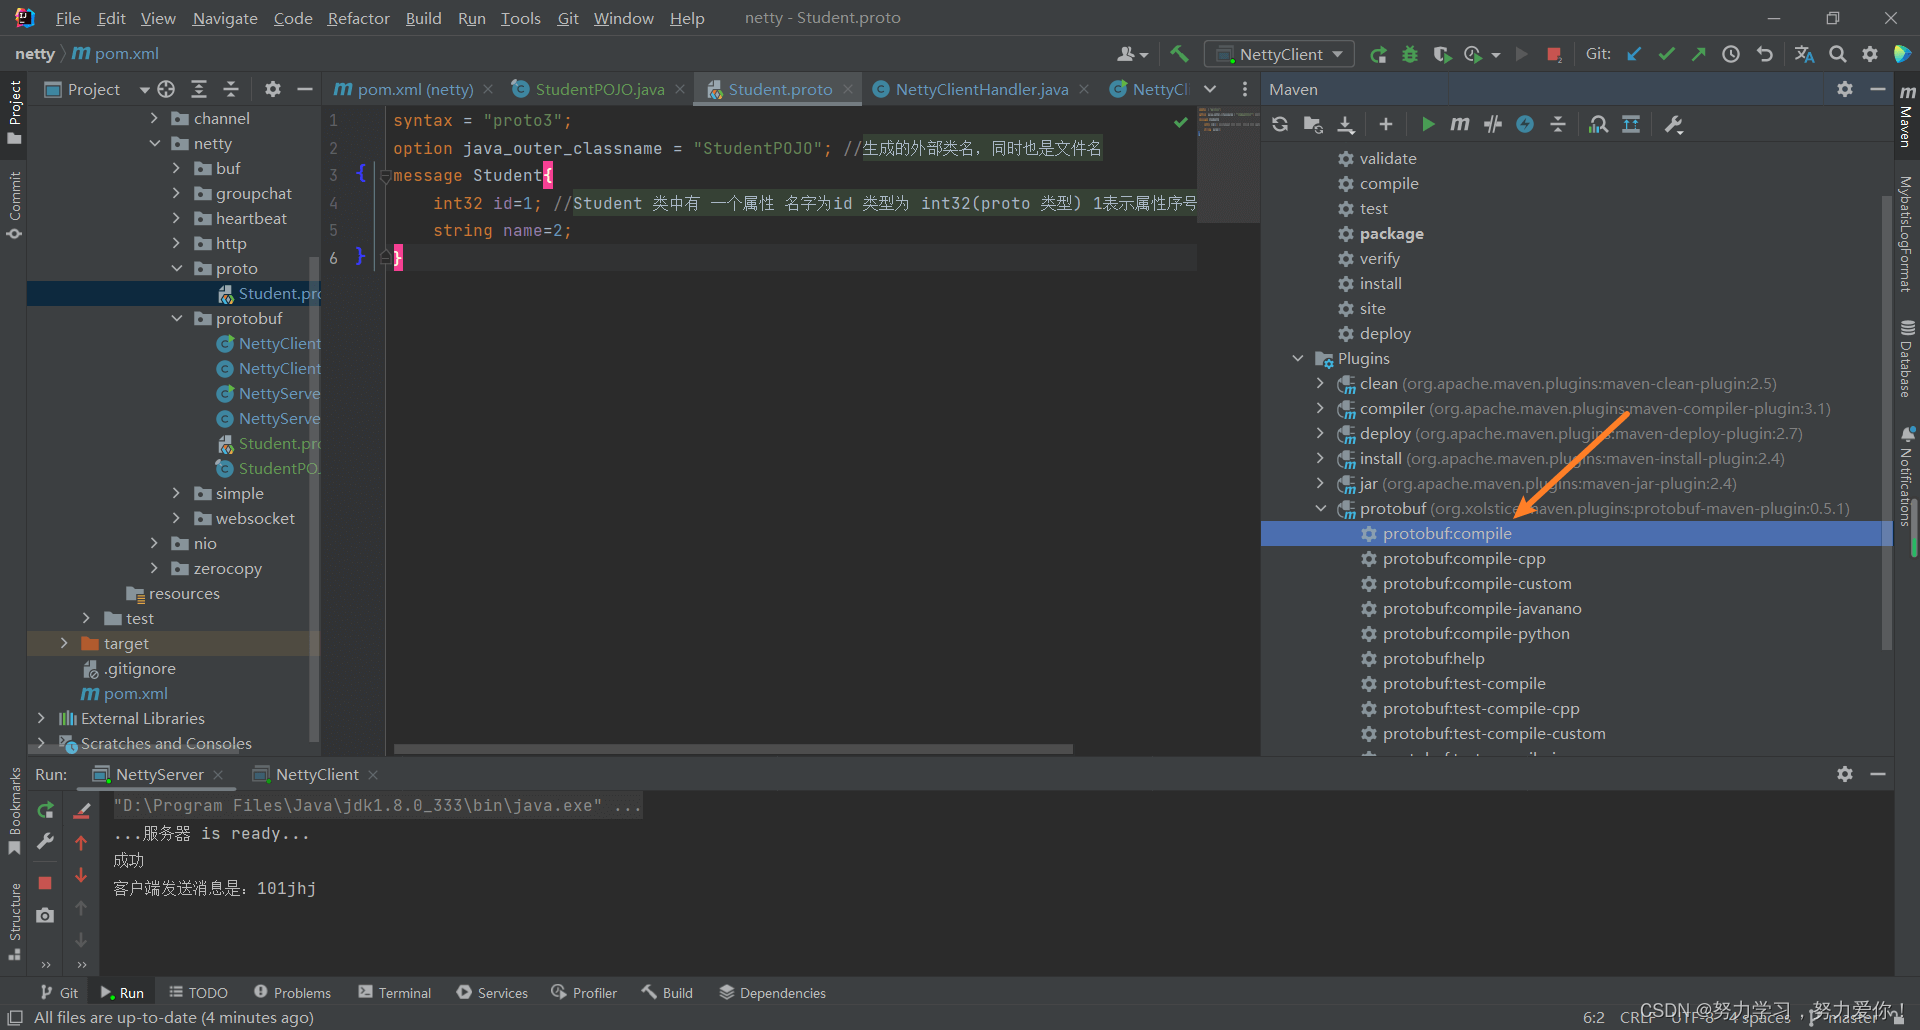 File Edit View Navigate Code Refactor Build Run Tools Git Window Help netty - Student.proto
netty pom.xml
NettyClient
Git:
Project
pom.xml (netty)
StudentPOJO.java
Student.proto
NettyClientHandler.java
NettyCl
Maven
Project
Commit
Bookmarks
Structure
channel
netty
buf
groupchat
heartbeat
http
proto
Student.pro
protobuf
NettyClient
NettyClient
NettyServe
NettyServe
Student.pro
StudentPO.
simple
websocket
nio
zerocopy
resources
test
target
.gitignore
pom.xml
External Libraries
Scratches and Consoles
1 syntax = "proto3";
2 option java_outer_classname = "StudentPOJO"; //生成的外部类名，同时也是文件名
3 message Student{
4 int32 id=1; //Student 类中有 一个属性 名字为id 类型为 int32(proto 类型) 1表示属性序号
5 string name=2;
6 }
validate
compile
test
package
verify
install
site
deploy
Plugins
clean (org.apache.maven.plugins:maven-clean-plugin:2.5)
compiler (org.apache.maven.plugins:maven-compiler-plugin:3.1)
deploy (org.apache.maven.plugins:maven-deploy-plugin:2.7)
install (org.apache.maven.plugins:maven-install-plugin:2.4)
jar (org.apache.maven.plugins:maven-jar-plugin:2.4)
protobuf (org.xolstice.maven.plugins:protobuf-maven-plugin:0.5.1)
protobuf:compile
protobuf:compile-cpp
protobuf:compile-custom
protobuf:compile-javanano
protobuf:compile-python
protobuf:help
protobuf:test-compile
protobuf:test-compile-cpp
protobuf:test-compile-custom
Maven
MybatisLogFormat
Database
Notifications
Run: NettyServer NettyClient
"D:\Program Files\Java\jdk1.8.0_333\bin\java.exe" ...
...服务器 is ready...
成功
客户端发送消息是：101jhj
Git Run TODO Problems Terminal Services Profiler Build Dependencies
All files are up-to-date (4 minutes ago)
6:2 CRLF UTF-8 4 spaces master
CSDN @努力学习，努力爱你！